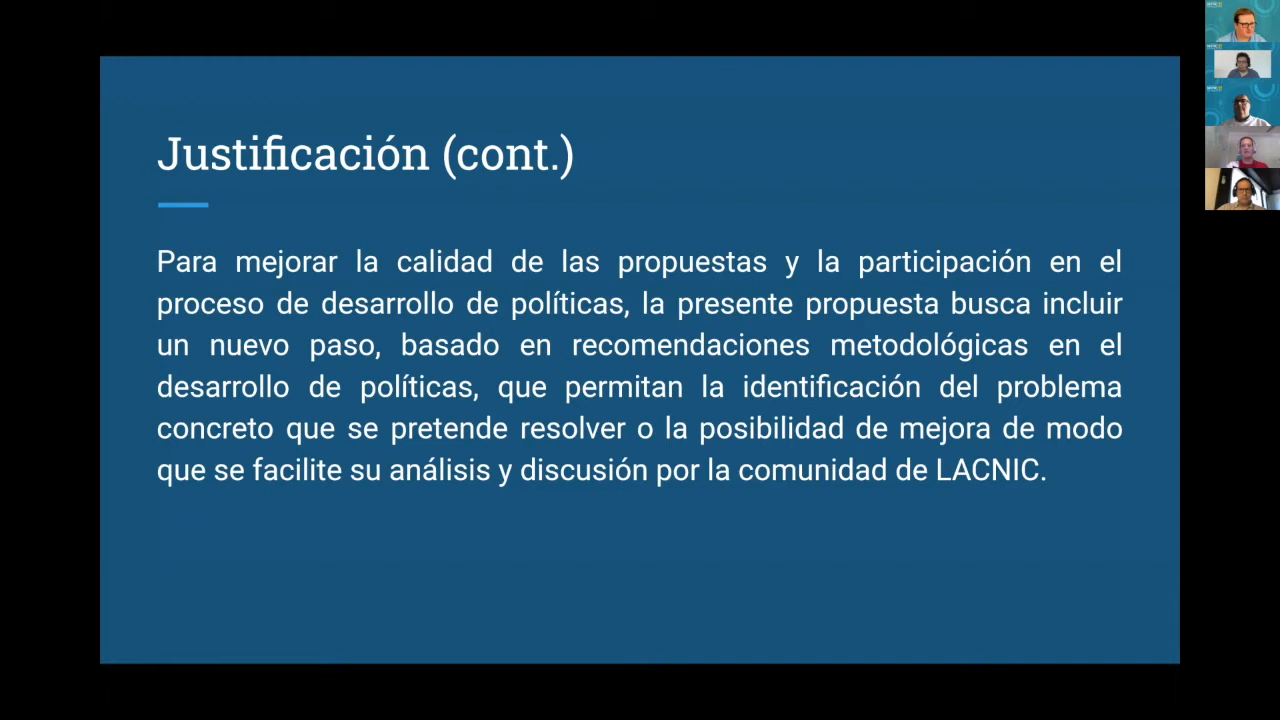 Justificación (cont.)
Para mejorar la calidad de las propuestas y la participación en el
proceso de desarrollo de políticas, la presente propuesta busca incluir
un nuevo paso, basado en recomendaciones metodológicas en el
desarrollo de políticas, que permitan la identificación del problema
concreto que se pretende resolver o la posibilidad de mejora de modo
que se facilite su análisis y discusión por la comunidad de LACNIC.